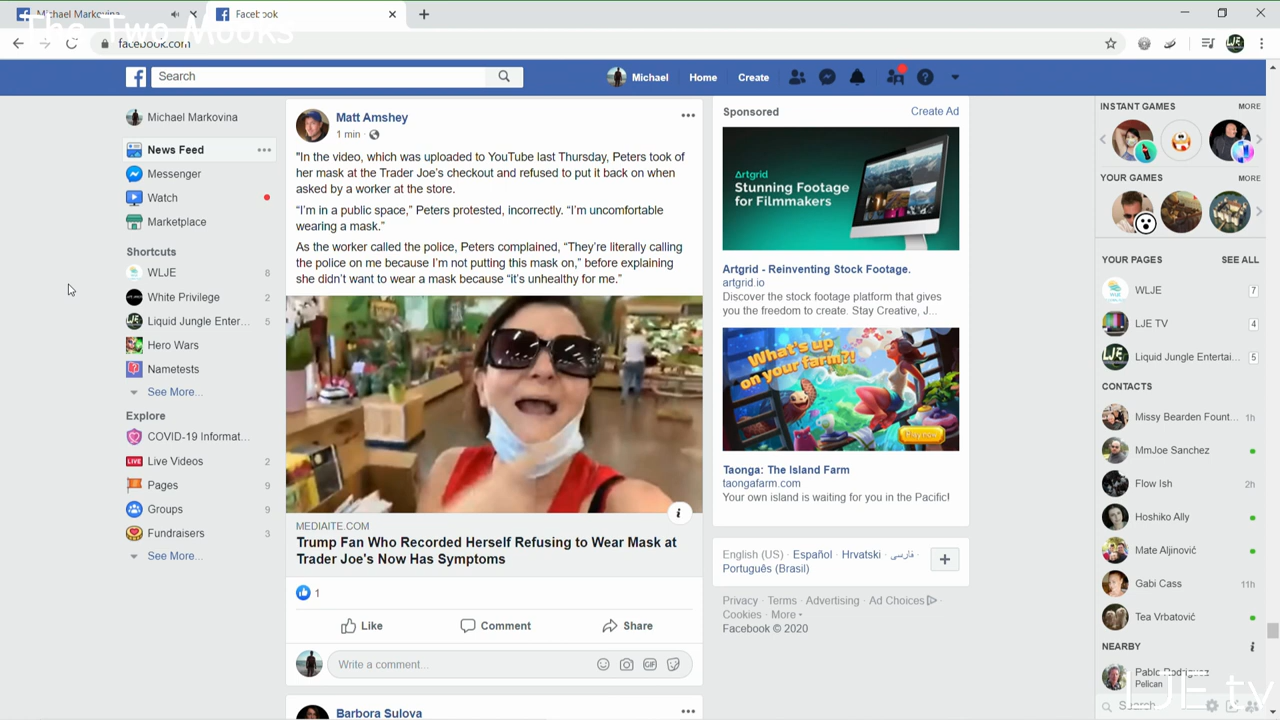 Michael Markovina
Facebook
The Two Mooks
facebook.com
Search
Michael
Home
Create
Michael Markovina
News Feed
Messenger
Watch
Marketplace
Shortcuts
WLJE 8
White Privilege 2
Liquid Jungle Enter... 5
Hero Wars
Nametests
See More...
Explore
COVID-19 Informat...
Live Videos 2
Pages 9
Groups 9
Fundraisers 3
See More...
Matt Amshey
1 min
"In the video, which was uploaded to YouTube last Thursday, Peters took of
her mask at the Trader Joe's checkout and refused to put it back on when
asked by a worker at the store.
“I'm in a public space,” Peters protested, incorrectly. “I'm uncomfortable
wearing a mask.”
As the worker called the police, Peters complained, “They're literally calling
the police on me because I'm not putting this mask on,” before explaining
she didn't want to wear a mask because “it's unhealthy for me.”
MEDIAITE.COM
Trump Fan Who Recorded Herself Refusing to Wear Mask at
Trader Joe's Now Has Symptoms
1
Like
Comment
Share
Write a comment...
GIF
Barbora Sulova
Sponsored
Create Ad
Artgrid
Stunning Footage
for Filmmakers
Artgrid - Reinventing Stock Footage.
artgrid.io
Discover the stock footage platform that gives
you the freedom to create. Stay Creative, J...
What's up
on your farm?!
Play now
Taonga: The Island Farm
taongafarm.com
Your own island is waiting for you in the Pacific!
English (US) · Español · Hrvatski · فارسی ·
Português (Brasil)
Privacy · Terms · Advertising · Ad Choices ·
Cookies · More
Facebook © 2020
INSTANT GAMES MORE
YOUR GAMES MORE
YOUR PAGES SEE ALL
WLJE 7
LJE TV 4
Liquid Jungle Entertai... 5
CONTACTS
Missy Bearden Fount... 1h
MmJoe Sanchez
Flow Ish 2h
Hoshiko Ally
Mate Aljinović
Gabi Cass 11h
Tea Vrbatović
NEARBY
Pablo Rodriguez
Pelican
Search
LJE tv